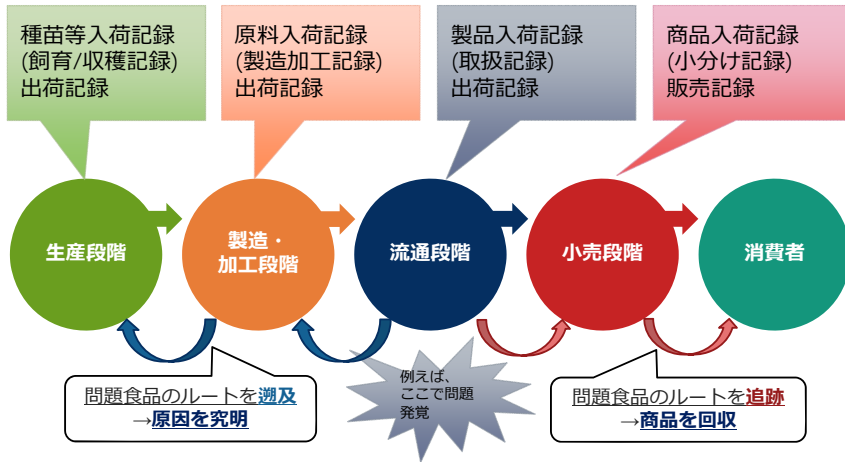 種苗等入荷記録
(飼育/収穫記録)
出荷記録
原料入荷記録
(製造加工記録)
出荷記録
製品入荷記録
(取扱記録)
出荷記録
商品入荷記録
(小分け記録)
販売記録
生産段階
製造・
加工段階
流通段階
小売段階
消費者
問題食品のルートを遡及
→原因を究明
例えば、
ここで問題
発覚
問題食品のルートを追跡
→商品を回収